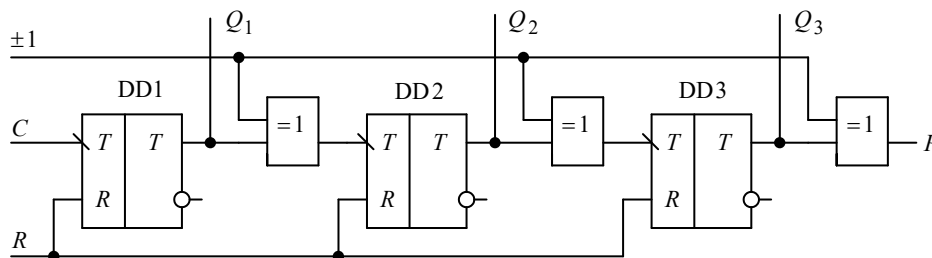 Q1 Q2 Q3
±1
DD1 DD2 DD3
C T T =1 T T =1 T T =1
R R R
R